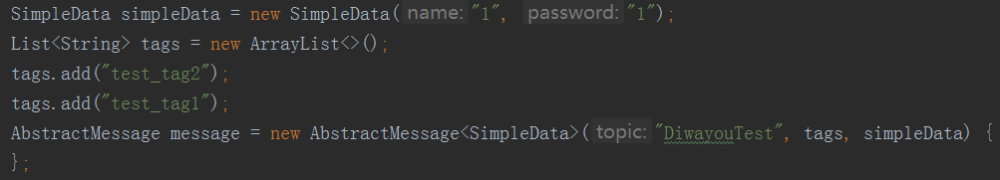 SimpleData simpleData = new SimpleData( name: "1", password: "1");
List<String> tags = new ArrayList<>();
tags.add("test_tag2");
tags.add("test_tag1");
AbstractMessage message = new AbstractMessage<SimpleData>( topic: "DiwayouTest", tags, simpleData) {
};